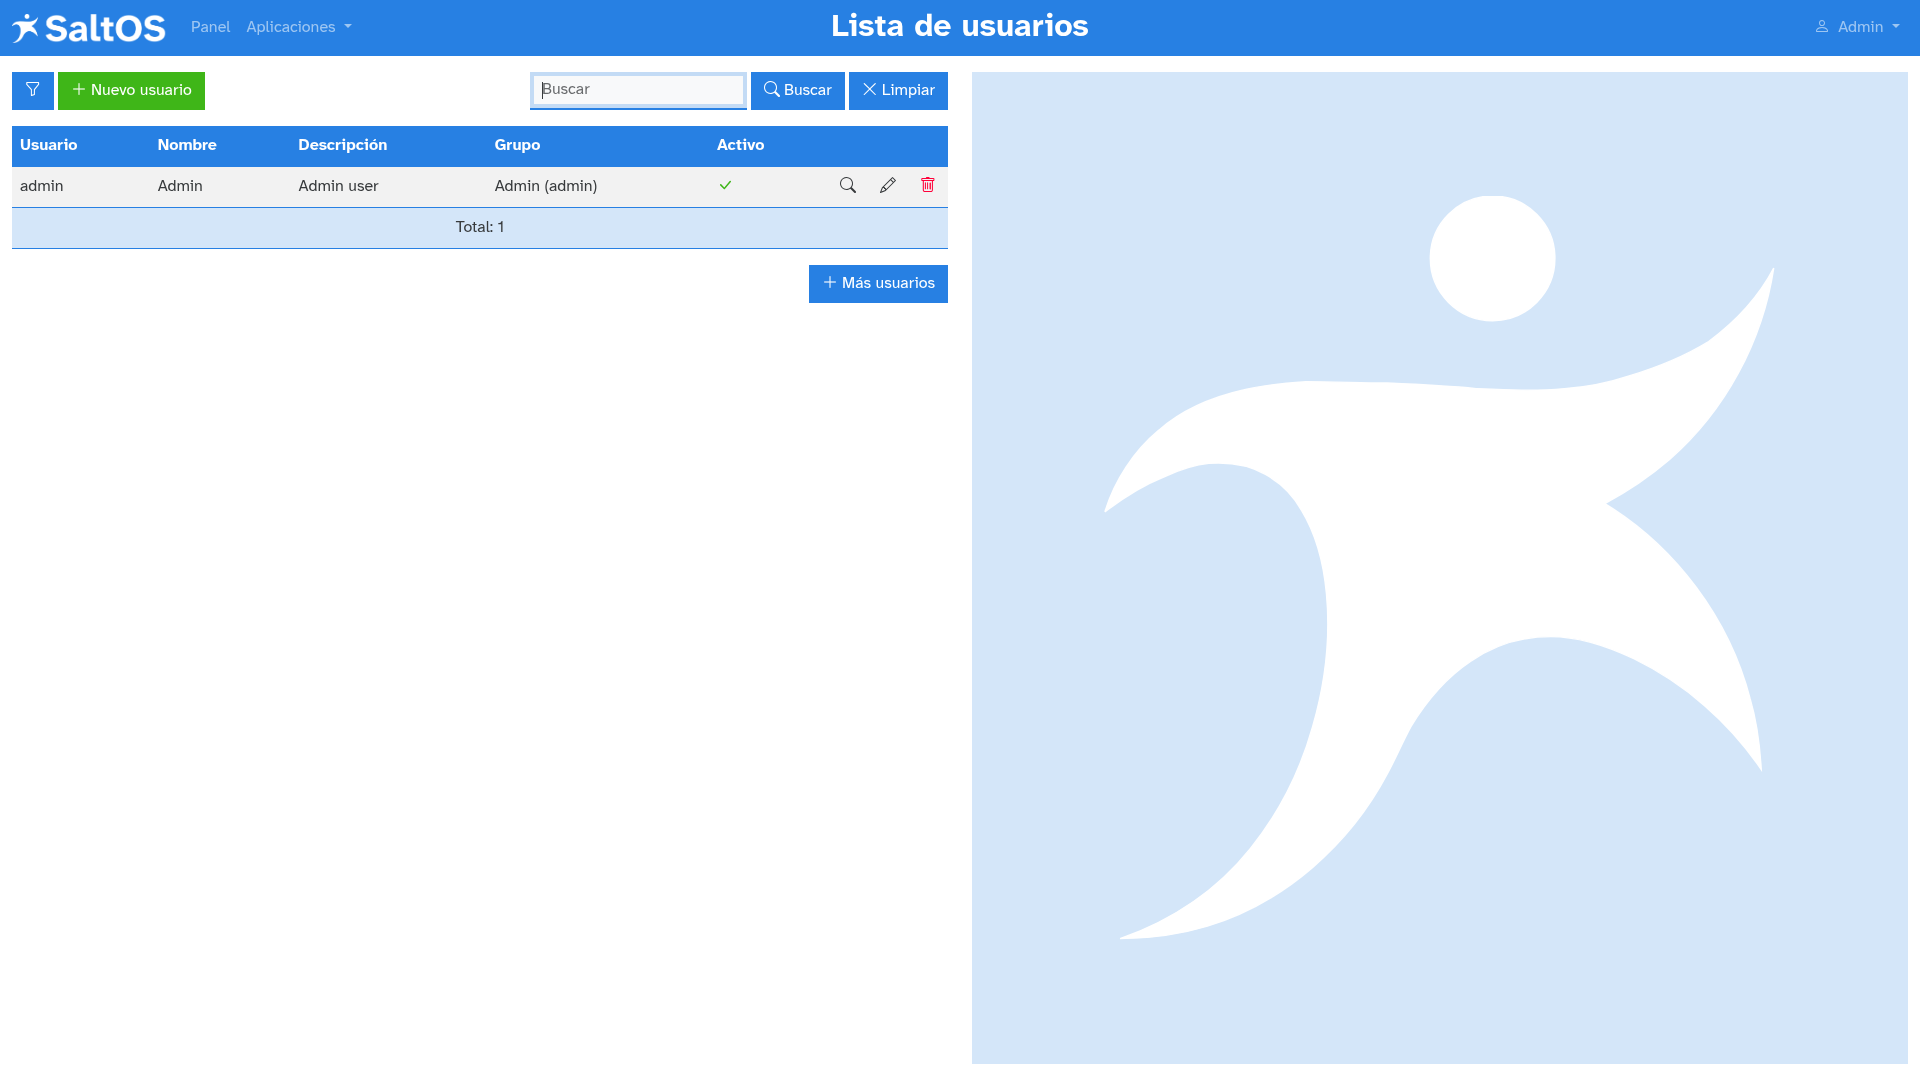 SaltOS
Panel
Aplicaciones
Lista de usuarios
Admin
Nuevo usuario
Buscar
Buscar
Limpiar
Usuario Nombre Descripción Grupo Activo
admin Admin Admin user Admin (admin)
Total: 1
Más usuarios